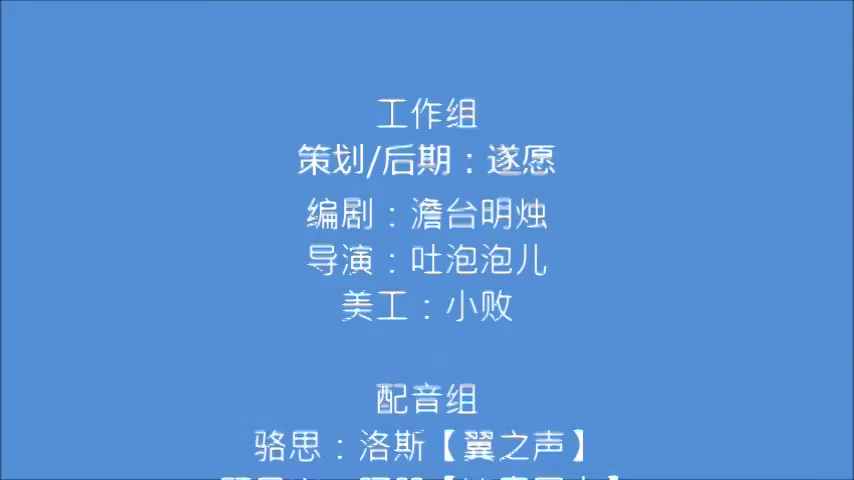 工作组
策划/后期：遂愿
编剧：澹台明烛
导演：吐泡泡儿
美工：小败
配音组
骆思：洛斯【翼之声】